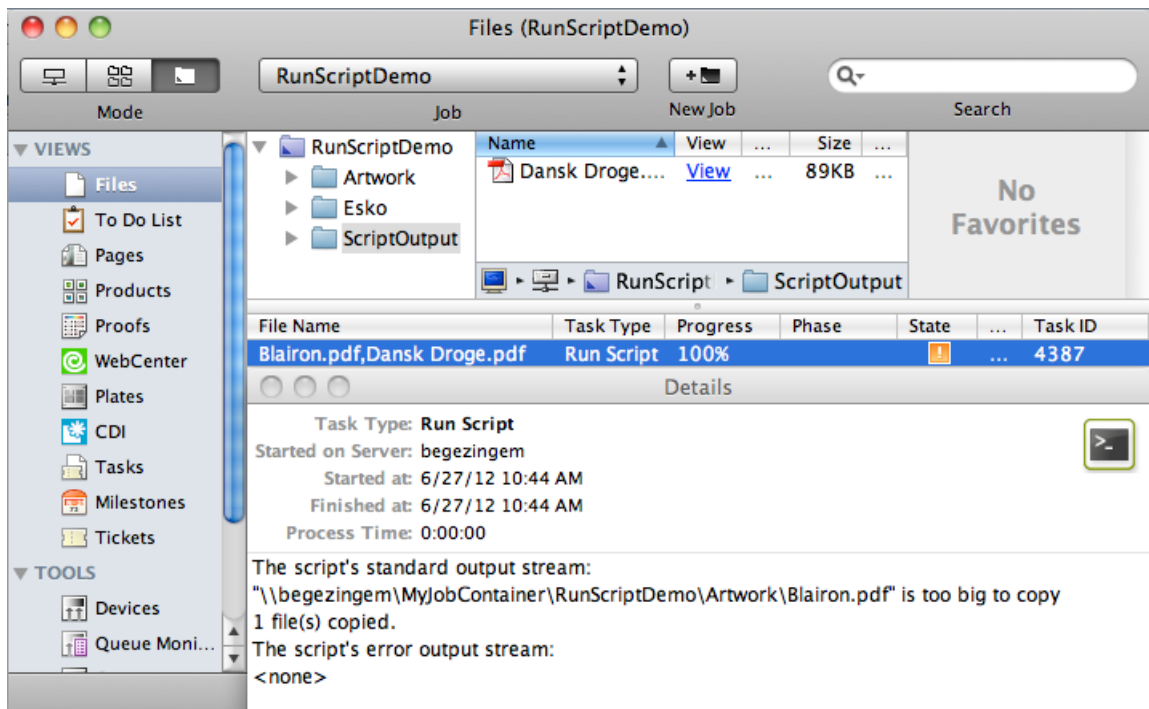 Files (RunScriptDemo)
RunScriptDemo
Mode
Job
New Job
Search
VIEWS
Files
To Do List
Pages
Products
Proofs
WebCenter
Plates
CDI
Tasks
Milestones
Tickets
TOOLS
Devices
Queue Moni...
RunScriptDemo
Artwork
Esko
ScriptOutput
Name View ... Size ...
Dansk Droge.... View ... 89KB ...
RunScript ScriptOutput
No
Favorites
File Name Task Type Progress Phase State ... Task ID
Blairon.pdf,Dansk Droge.pdf Run Script 100% ... 4387
Details
Task Type: Run Script
Started on Server: begezingem
Started at: 6/27/12 10:44 AM
Finished at: 6/27/12 10:44 AM
Process Time: 0:00:00
The script's standard output stream:
"\\begezingem\MyJobContainer\RunScriptDemo\Artwork\Blairon.pdf" is too big to copy
1 file(s) copied.
The script's error output stream:
<none>